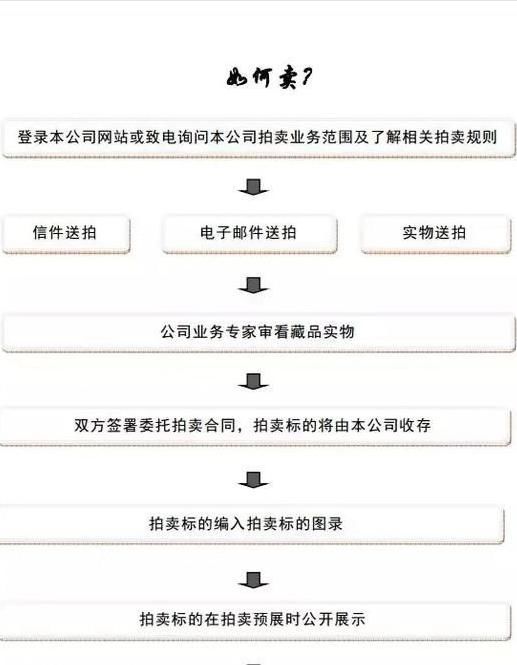 如何卖?
登录本公司网站或致电询问本公司拍卖业务范围及了解相关拍卖规则
信件送拍
电子邮件送拍
实物送拍
公司业务专家审看藏品实物
双方签署委托拍卖合同，拍卖标的将由本公司收存
拍卖标的编入拍卖标的图录
拍卖标的在拍卖预展时公开展示